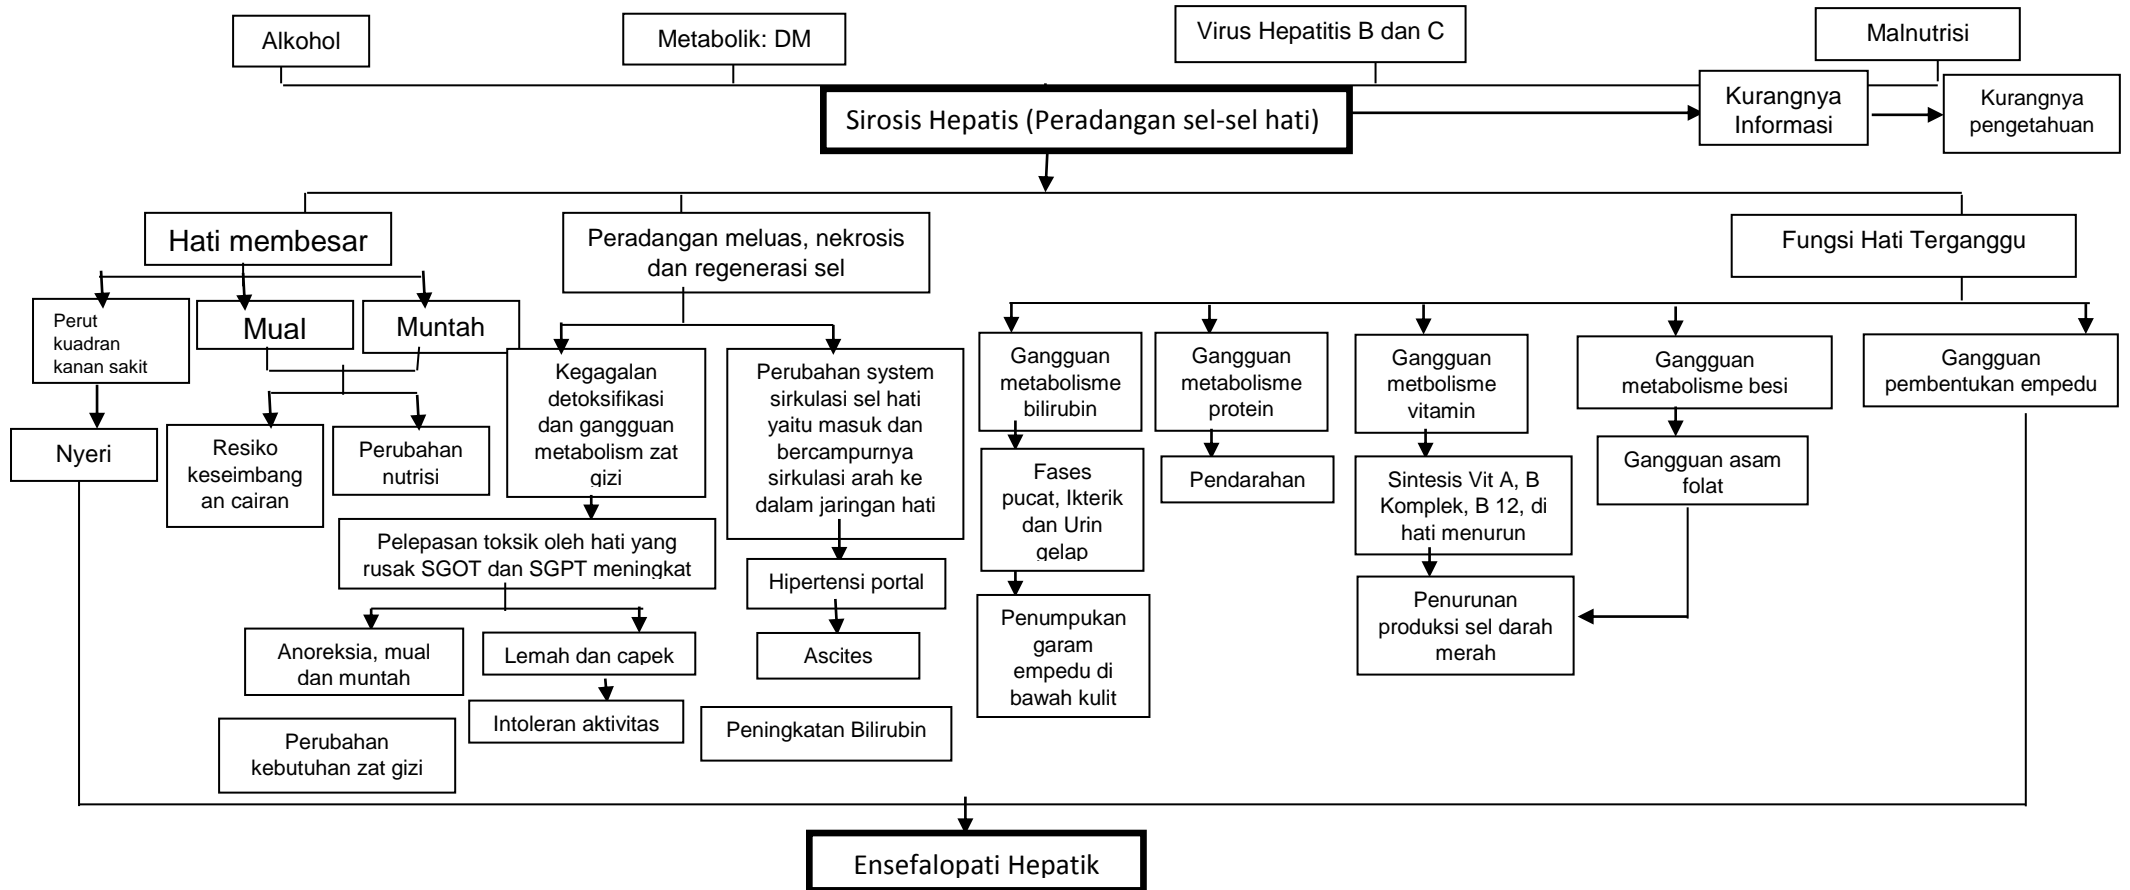 Alkohol
Metabolik: DM
Virus Hepatitis B dan C
Malnutrisi
Sirosis Hepatis (Peradangan sel-sel hati)
Kurangnya
Informasi
Kurangnya
pengetahuan
Hati membesar
Peradangan meluas, nekrosis
dan regenerasi sel
Fungsi Hati Terganggu
Perut
kuadran
kanan sakit
Mual
Muntah
Kegagalan
detoksifikasi
dan gangguan
metabolism zat
gizi
Perubahan system
sirkulasi sel hati
yaitu masuk dan
bercampurnya
sirkulasi arah ke
dalam jaringan hati
Gangguan
metabolisme
bilirubin
Gangguan
metabolisme
protein
Gangguan
metbolisme
vitamin
Gangguan
metabolisme besi
Gangguan
pembentukan empedu
Nyeri
Resiko
keseimbang
an cairan
Perubahan
nutrisi
Fases
pucat, Ikterik
dan Urin
gelap
Pendarahan
Sintesis Vit A, B
Komplek, B 12, di
hati menurun
Gangguan asam
folat
Pelepasan toksik oleh hati yang
rusak SGOT dan SGPT meningkat
Hipertensi portal
Penumpukan
garam
empedu di
bawah kulit
Penurunan
produksi sel darah
merah
Anoreksia, mual
dan muntah
Lemah dan capek
Ascites
Perubahan
kebutuhan zat gizi
Intoleran aktivitas
Peningkatan Bilirubin
Ensefalopati Hepatik